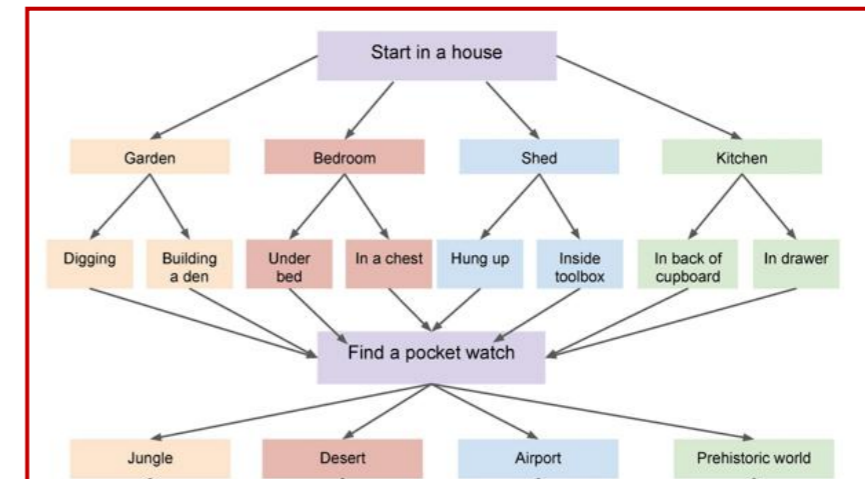 Start in a house
Garden
Bedroom
Shed
Kitchen
Digging
Building
a den
Under
bed
In a chest
Hung up
Inside
toolbox
In back of
cupboard
In drawer
Find a pocket watch
Jungle
Desert
Airport
Prehistoric world